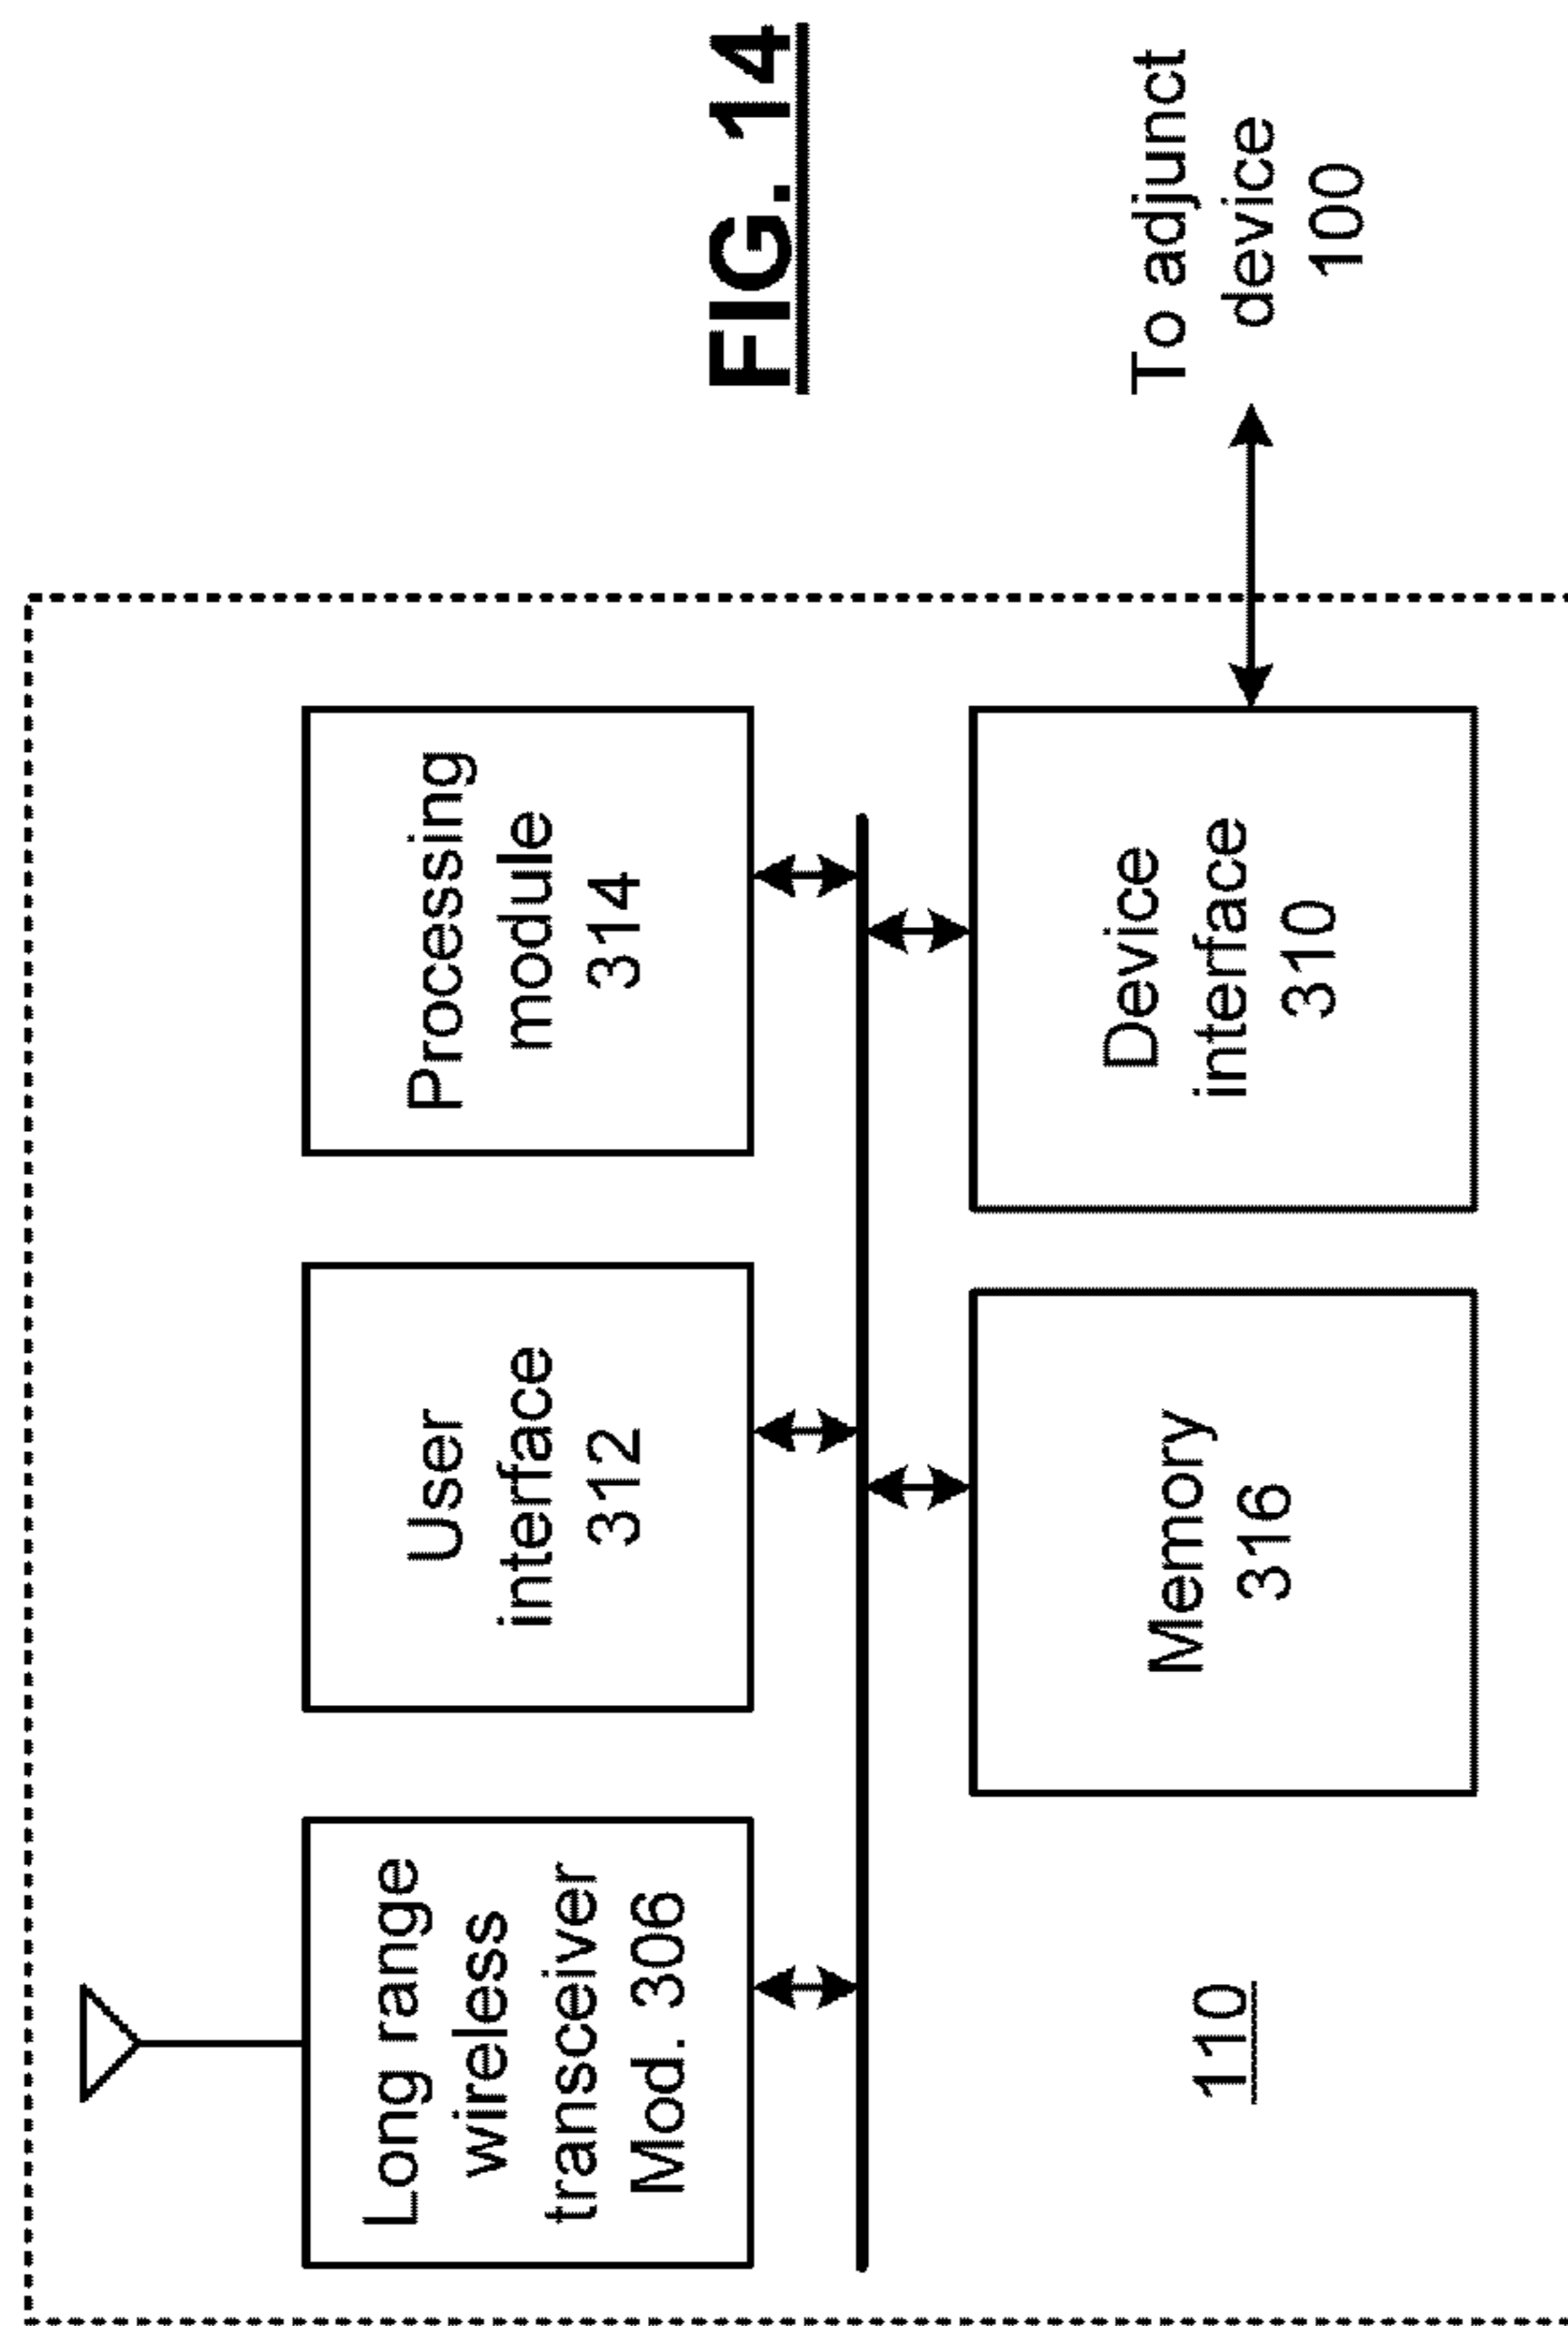 FIG. 14
Long range
wireless
transceiver
Mod. 306
User
interface
312
Processing
module
314
To adjunct
device
100
110
Memory
316
Device
interface
310